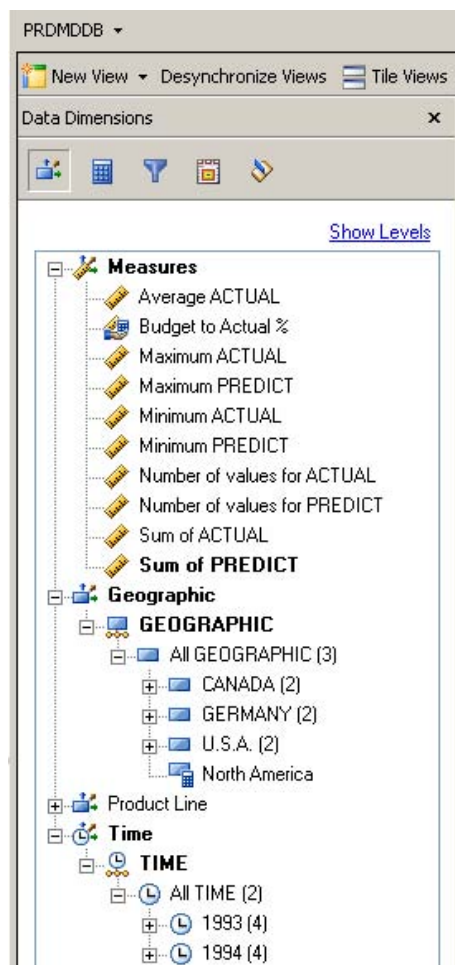 PRDMDDB
New View Desynchronize Views Tile Views
Data Dimensions
Show Levels
Measures
Average ACTUAL
Budget to Actual %
Maximum ACTUAL
Maximum PREDICT
Minimum ACTUAL
Minimum PREDICT
Number of values for ACTUAL
Number of values for PREDICT
Sum of ACTUAL
Sum of PREDICT
Geographic
GEOGRAPHIC
All GEOGRAPHIC (3)
CANADA (2)
GERMANY (2)
U.S.A. (2)
North America
Product Line
Time
TIME
All TIME (2)
1993 (4)
1994 (4)